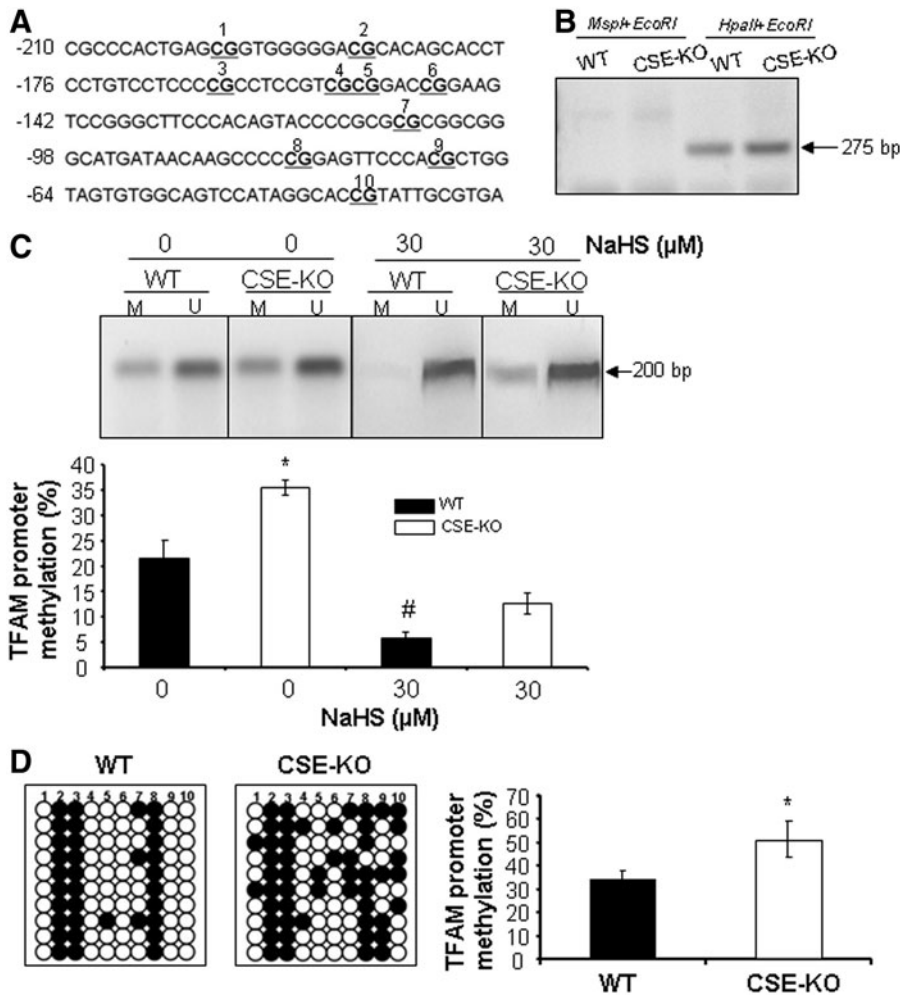 A
1 2
-210 CGCCCACTGAGCGGTGGGGGACGCACAGCACCT
3 4 5 6
-176 CCTGTCCTCCCCGCCTCCGTCGCGGACCGGAAG
7
-142 TCCGGGCTTCCCACAGTACCCCGCGCGCGGCGG
8 9
-98 GCATGATAACAAGCCCCCGGAGTTCCCACGCTGG
10
-64 TAGTGTGGCAGTCCATAGGCACCGTATTGCGTGA
B
MspI+EcoRI HpaII+EcoRI
WT CSE-KO WT CSE-KO
275 bp
C
0 0 30 30 NaHS (µM)
WT CSE-KO WT CSE-KO
M U M U M U M U
200 bp
TFAM promoter
methylation (%)
40
35
30
25
20
15
10
5
0
*
#
WT
CSE-KO
0 0 30 30
NaHS (µM)
D
WT CSE-KO
1 2 3 4 5 6 7 8 9 10
1 2 3 4 5 6 7 8 9 10
TFAM promoter
methylation (%)
70
60
50
40
30
20
10
0
*
WT CSE-KO